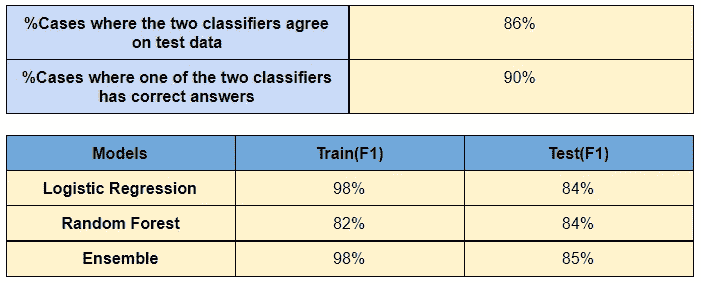 %Cases where the two classifiers agree
on test data
86%
%Cases where one of the two classifiers
has correct answers
90%
Models Train(F1) Test(F1)
Logistic Regression 98% 84%
Random Forest 82% 84%
Ensemble 98% 85%